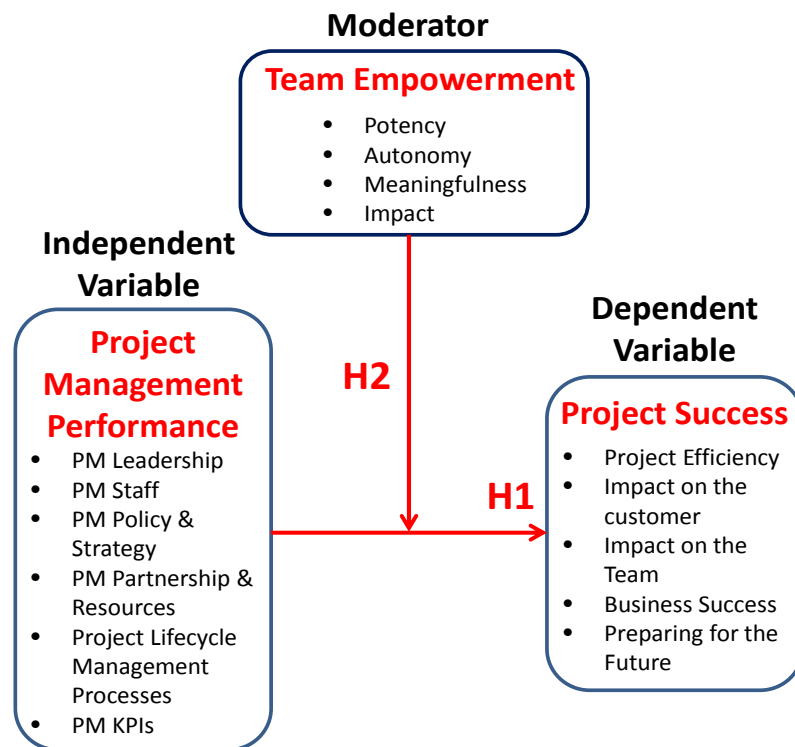 Moderator
Team Empowerment
• Potency
• Autonomy
• Meaningfulness
• Impact
Independent
Variable
Project
Management
Performance
• PM Leadership
• PM Staff
• PM Policy &
Strategy
• PM Partnership &
Resources
• Project Lifecycle
Management
Processes
• PM KPIs
H2
H1
Dependent
Variable
Project Success
• Project Efficiency
• Impact on the
customer
• Impact on the
Team
• Business Success
• Preparing for the
Future